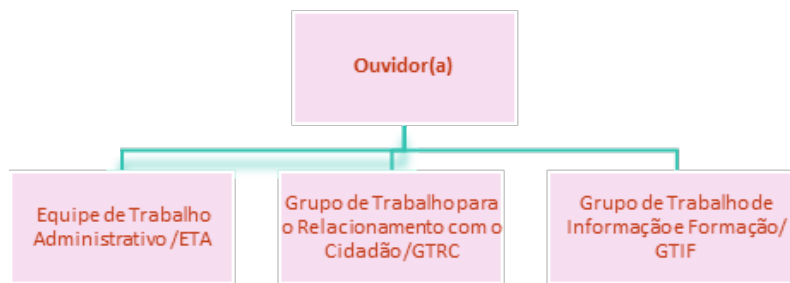 Ouvidor(a)
Equipe de Trabalho
Administrativo /ETA
Grupo de Trabalho para
o Relacionamento com o
Cidadão /GTRC
Grupo de Trabalho de
Informação e Formação/
GTIF